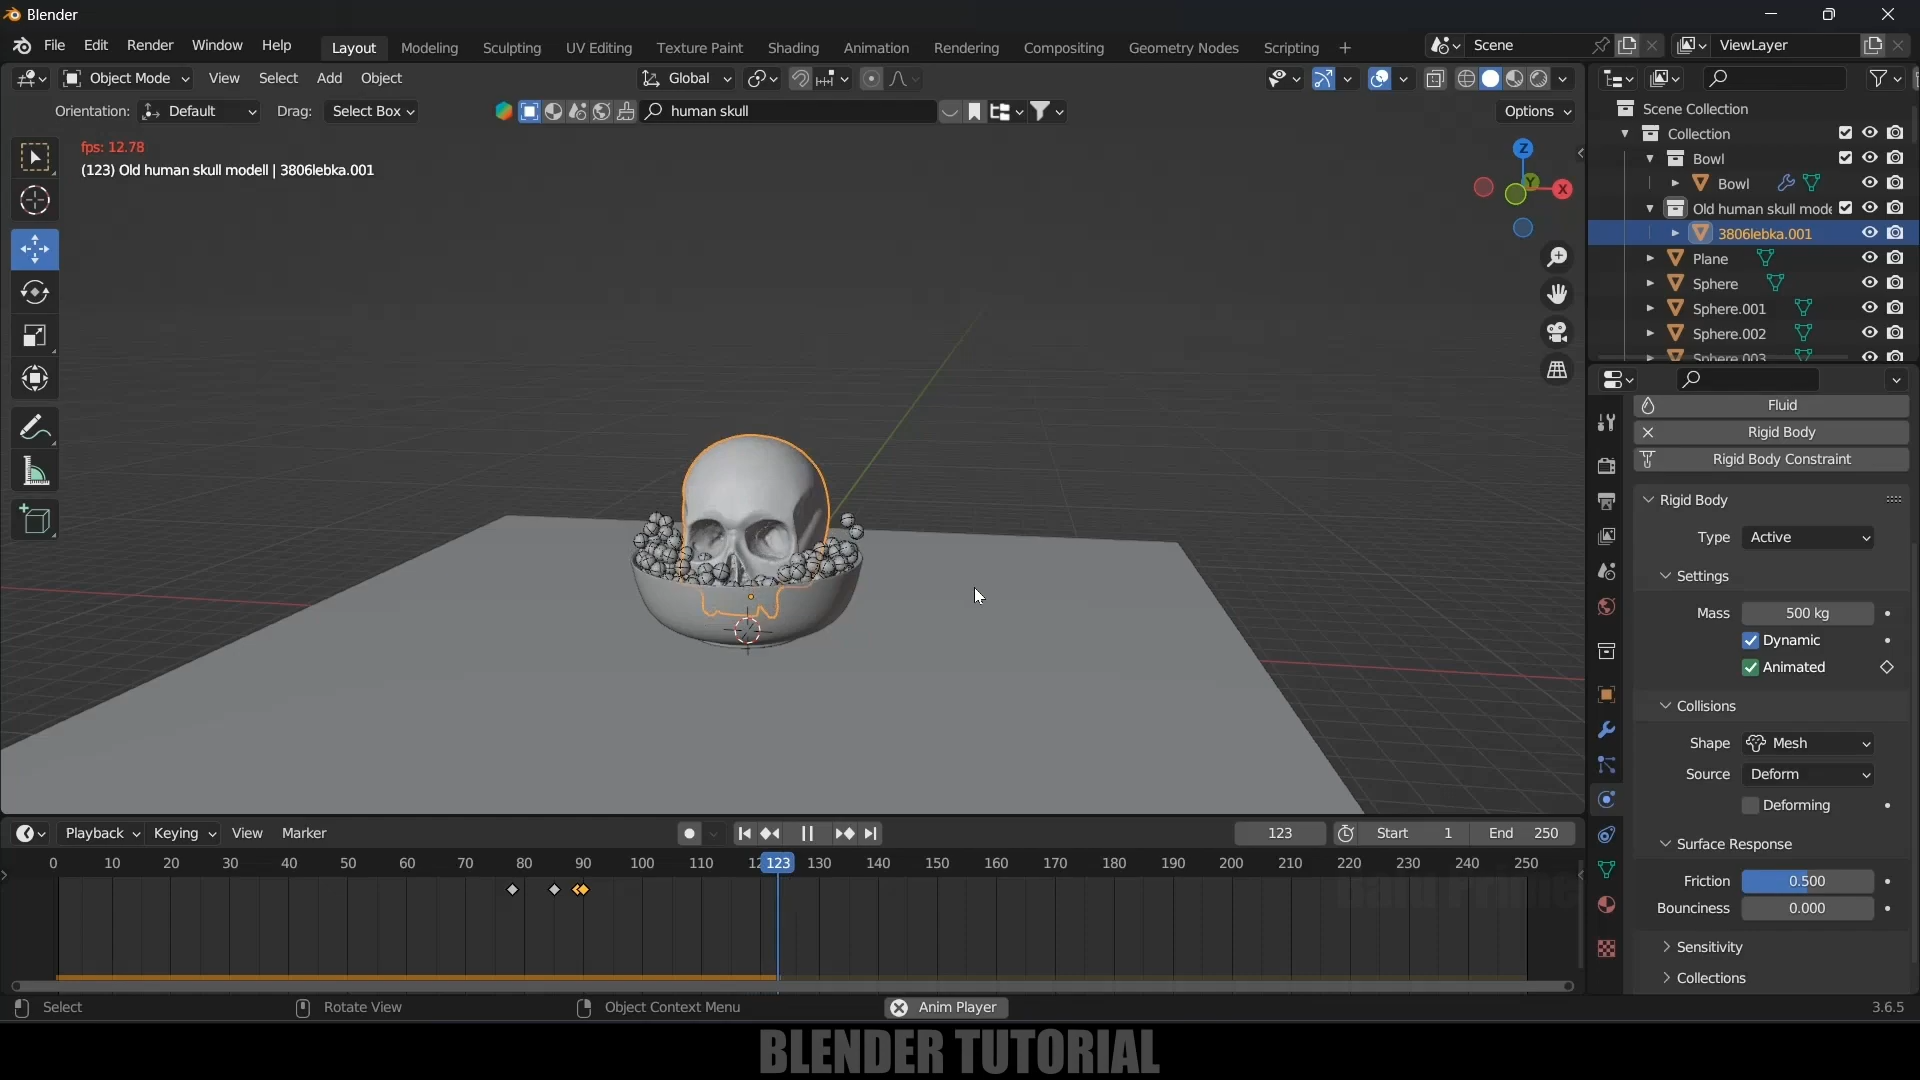 Blender
File Edit Render Window Help Layout Modeling Sculpting UV Editing Texture Paint Shading Animation Rendering Compositing Geometry Nodes Scripting + Scene ViewLayer
Object Mode View Select Add Object Global
Orientation: Default Drag: Select Box human skull Options
fps: 12.78
(123) Old human skull modell | 3806lebka.001
Z
Y
X
Scene Collection
Collection
Bowl
Bowl
Old human skull mode
3806lebka.001
Plane
Sphere
Sphere.001
Sphere.002
Sphere.003
Fluid
Rigid Body
Rigid Body Constraint
Rigid Body
Type Active
Settings
Mass 500 kg
Dynamic
Animated
Collisions
Shape Mesh
Source Deform
Deforming
Surface Response
Friction 0.500
Bounciness 0.000
Sensitivity
Collections
Playback Keying View Marker 123 Start 1 End 250
0 10 20 30 40 50 60 70 80 90 100 110 12 123 130 140 150 160 170 180 190 200 210 220 230 240 250
Select Rotate View Object Context Menu Anim Player 3.6.5
BLENDER TUTORIAL